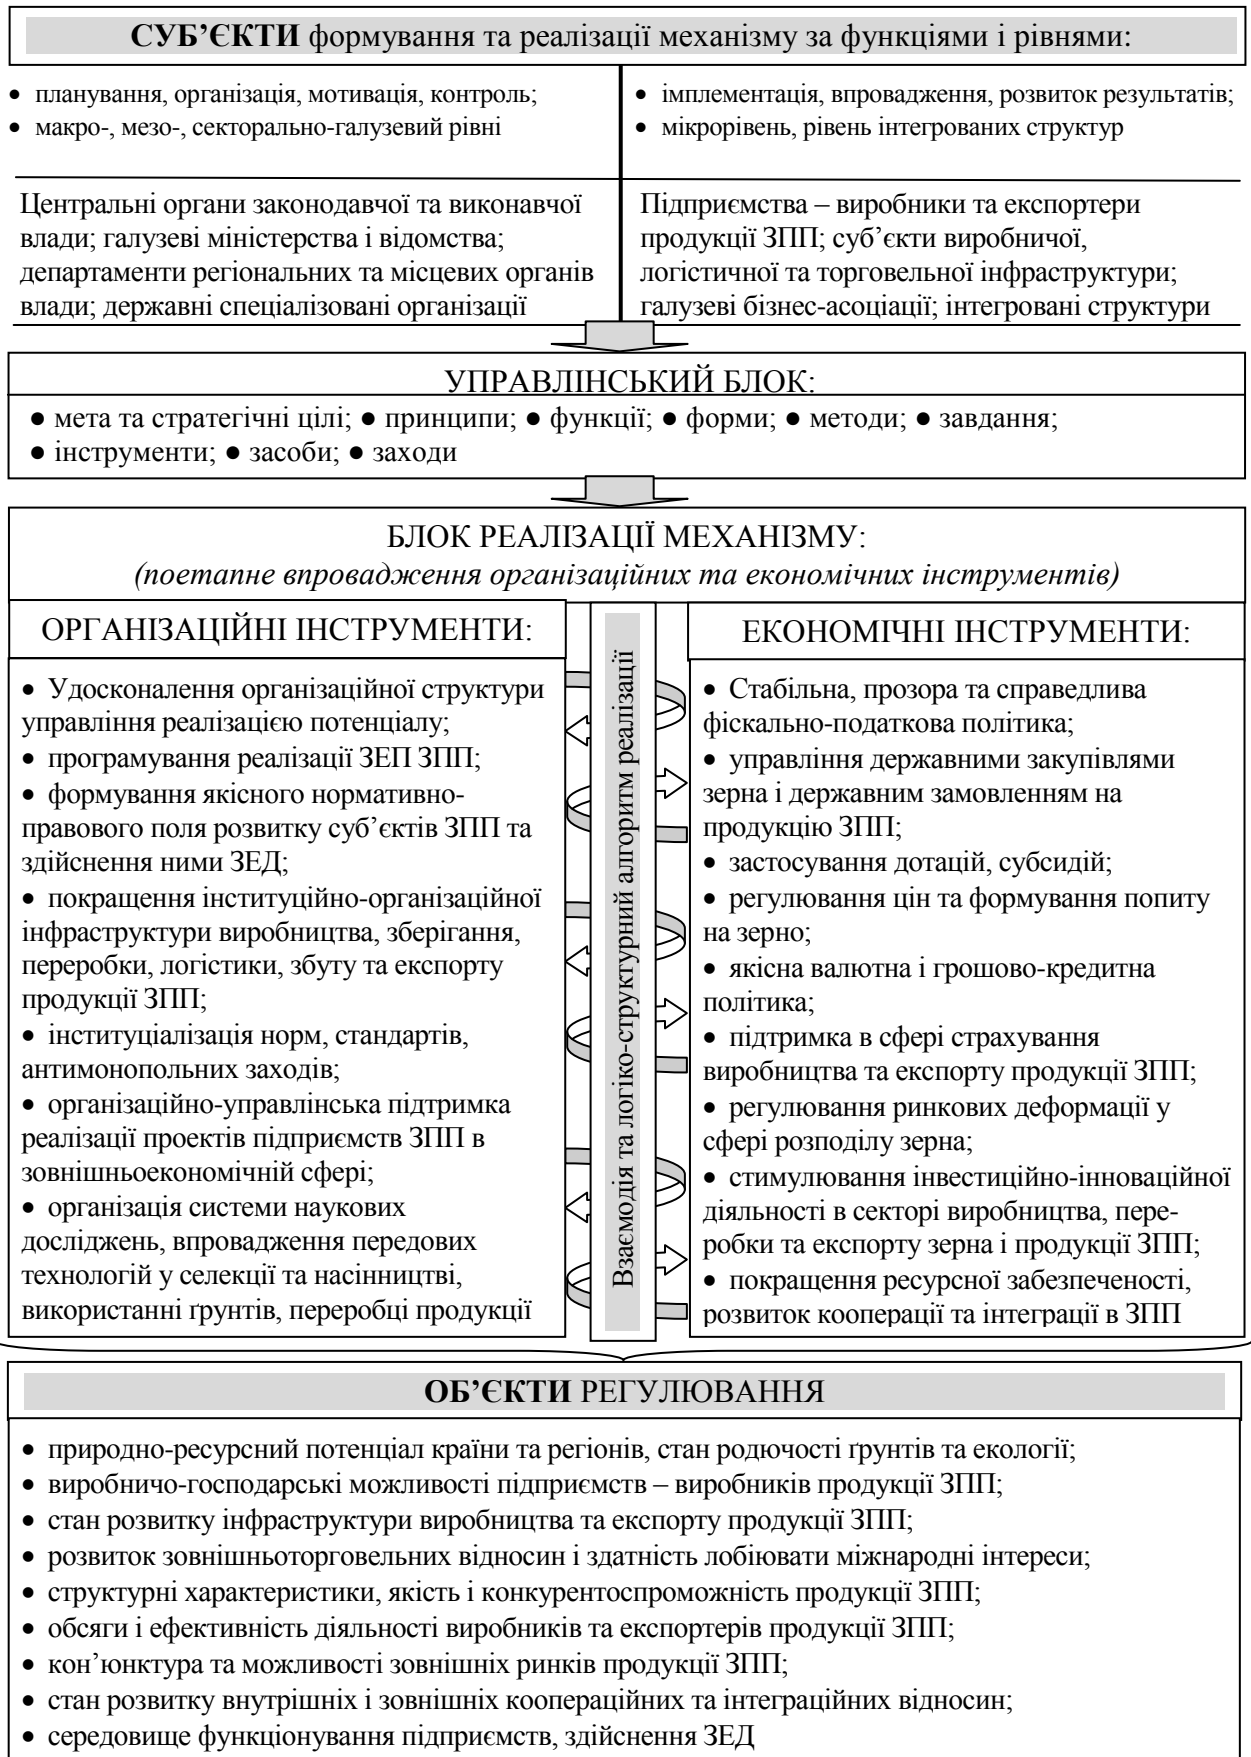 СУБ’ЄКТИ формування та реалізації механізму за функціями і рівнями:
• планування, організація, мотивація, контроль;
• макро-, мезо-, секторально-галузевий рівні
• імплементація, впровадження, розвиток результатів;
• мікрорівень, рівень інтегрованих структур
Центральні органи законодавчої та виконавчої
влади; галузеві міністерства і відомства;
департаменти регіональних та місцевих органів
влади; державні спеціалізовані організації
Підприємства – виробники та експортери
продукції ЗПП; суб’єкти виробничої,
логістичної та торговельної інфраструктури;
галузеві бізнес-асоціації; інтегровані структури
УПРАВЛІНСЬКИЙ БЛОК:
● мета та стратегічні цілі; ● принципи; ● функції; ● форми; ● методи; ● завдання;
● інструменти; ● засоби; ● заходи
БЛОК РЕАЛІЗАЦІЇ МЕХАНІЗМУ:
(поетапне впровадження організаційних та економічних інструментів)
ОРГАНІЗАЦІЙНІ ІНСТРУМЕНТИ:
• Удосконалення організаційної структури
управління реалізацією потенціалу;
• програмування реалізації ЗЕП ЗПП;
• формування якісного нормативно-
правового поля розвитку суб’єктів ЗПП та
здійснення ними ЗЕД;
• покращення інституційно-організаційної
інфраструктури виробництва, зберігання,
переробки, логістики, збуту та експорту
продукції ЗПП;
• інституціалізація норм, стандартів,
антимонопольних заходів;
• організаційно-управлінська підтримка
реалізації проектів підприємств ЗПП в
зовнішньоекономічній сфері;
• організація системи наукових
досліджень, впровадження передових
технологій у селекції та насінництві,
використанні ґрунтів, переробці продукції
Взаємодія та логіко-структурний алгоритм реалізації
ЕКОНОМІЧНІ ІНСТРУМЕНТИ:
• Стабільна, прозора та справедлива
фіскально-податкова політика;
• управління державними закупівлями
зерна і державним замовленням на
продукцію ЗПП;
• застосування дотацій, субсидій;
• регулювання цін та формування попиту
на зерно;
• якісна валютна і грошово-кредитна
політика;
• підтримка в сфері страхування
виробництва та експорту продукції ЗПП;
• регулювання ринкових деформації у
сфері розподілу зерна;
• стимулювання інвестиційно-інноваційної
діяльності в секторі виробництва, пере-
робки та експорту зерна і продукції ЗПП;
• покращення ресурсної забезпеченості,
розвиток кооперації та інтеграції в ЗПП
ОБ’ЄКТИ РЕГУЛЮВАННЯ
• природно-ресурсний потенціал країни та регіонів, стан родючості ґрунтів та екології;
• виробничо-господарські можливості підприємств – виробників продукції ЗПП;
• стан розвитку інфраструктури виробництва та експорту продукції ЗПП;
• розвиток зовнішньоторговельних відносин і здатність лобіювати міжнародні інтереси;
• структурні характеристики, якість і конкурентоспроможність продукції ЗПП;
• обсяги і ефективність діяльності виробників та експортерів продукції ЗПП;
• кон’юнктура та можливості зовнішніх ринків продукції ЗПП;
• стан розвитку внутрішніх і зовнішніх коопераційних та інтеграційних відносин;
• середовище функціонування підприємств, здійснення ЗЕД